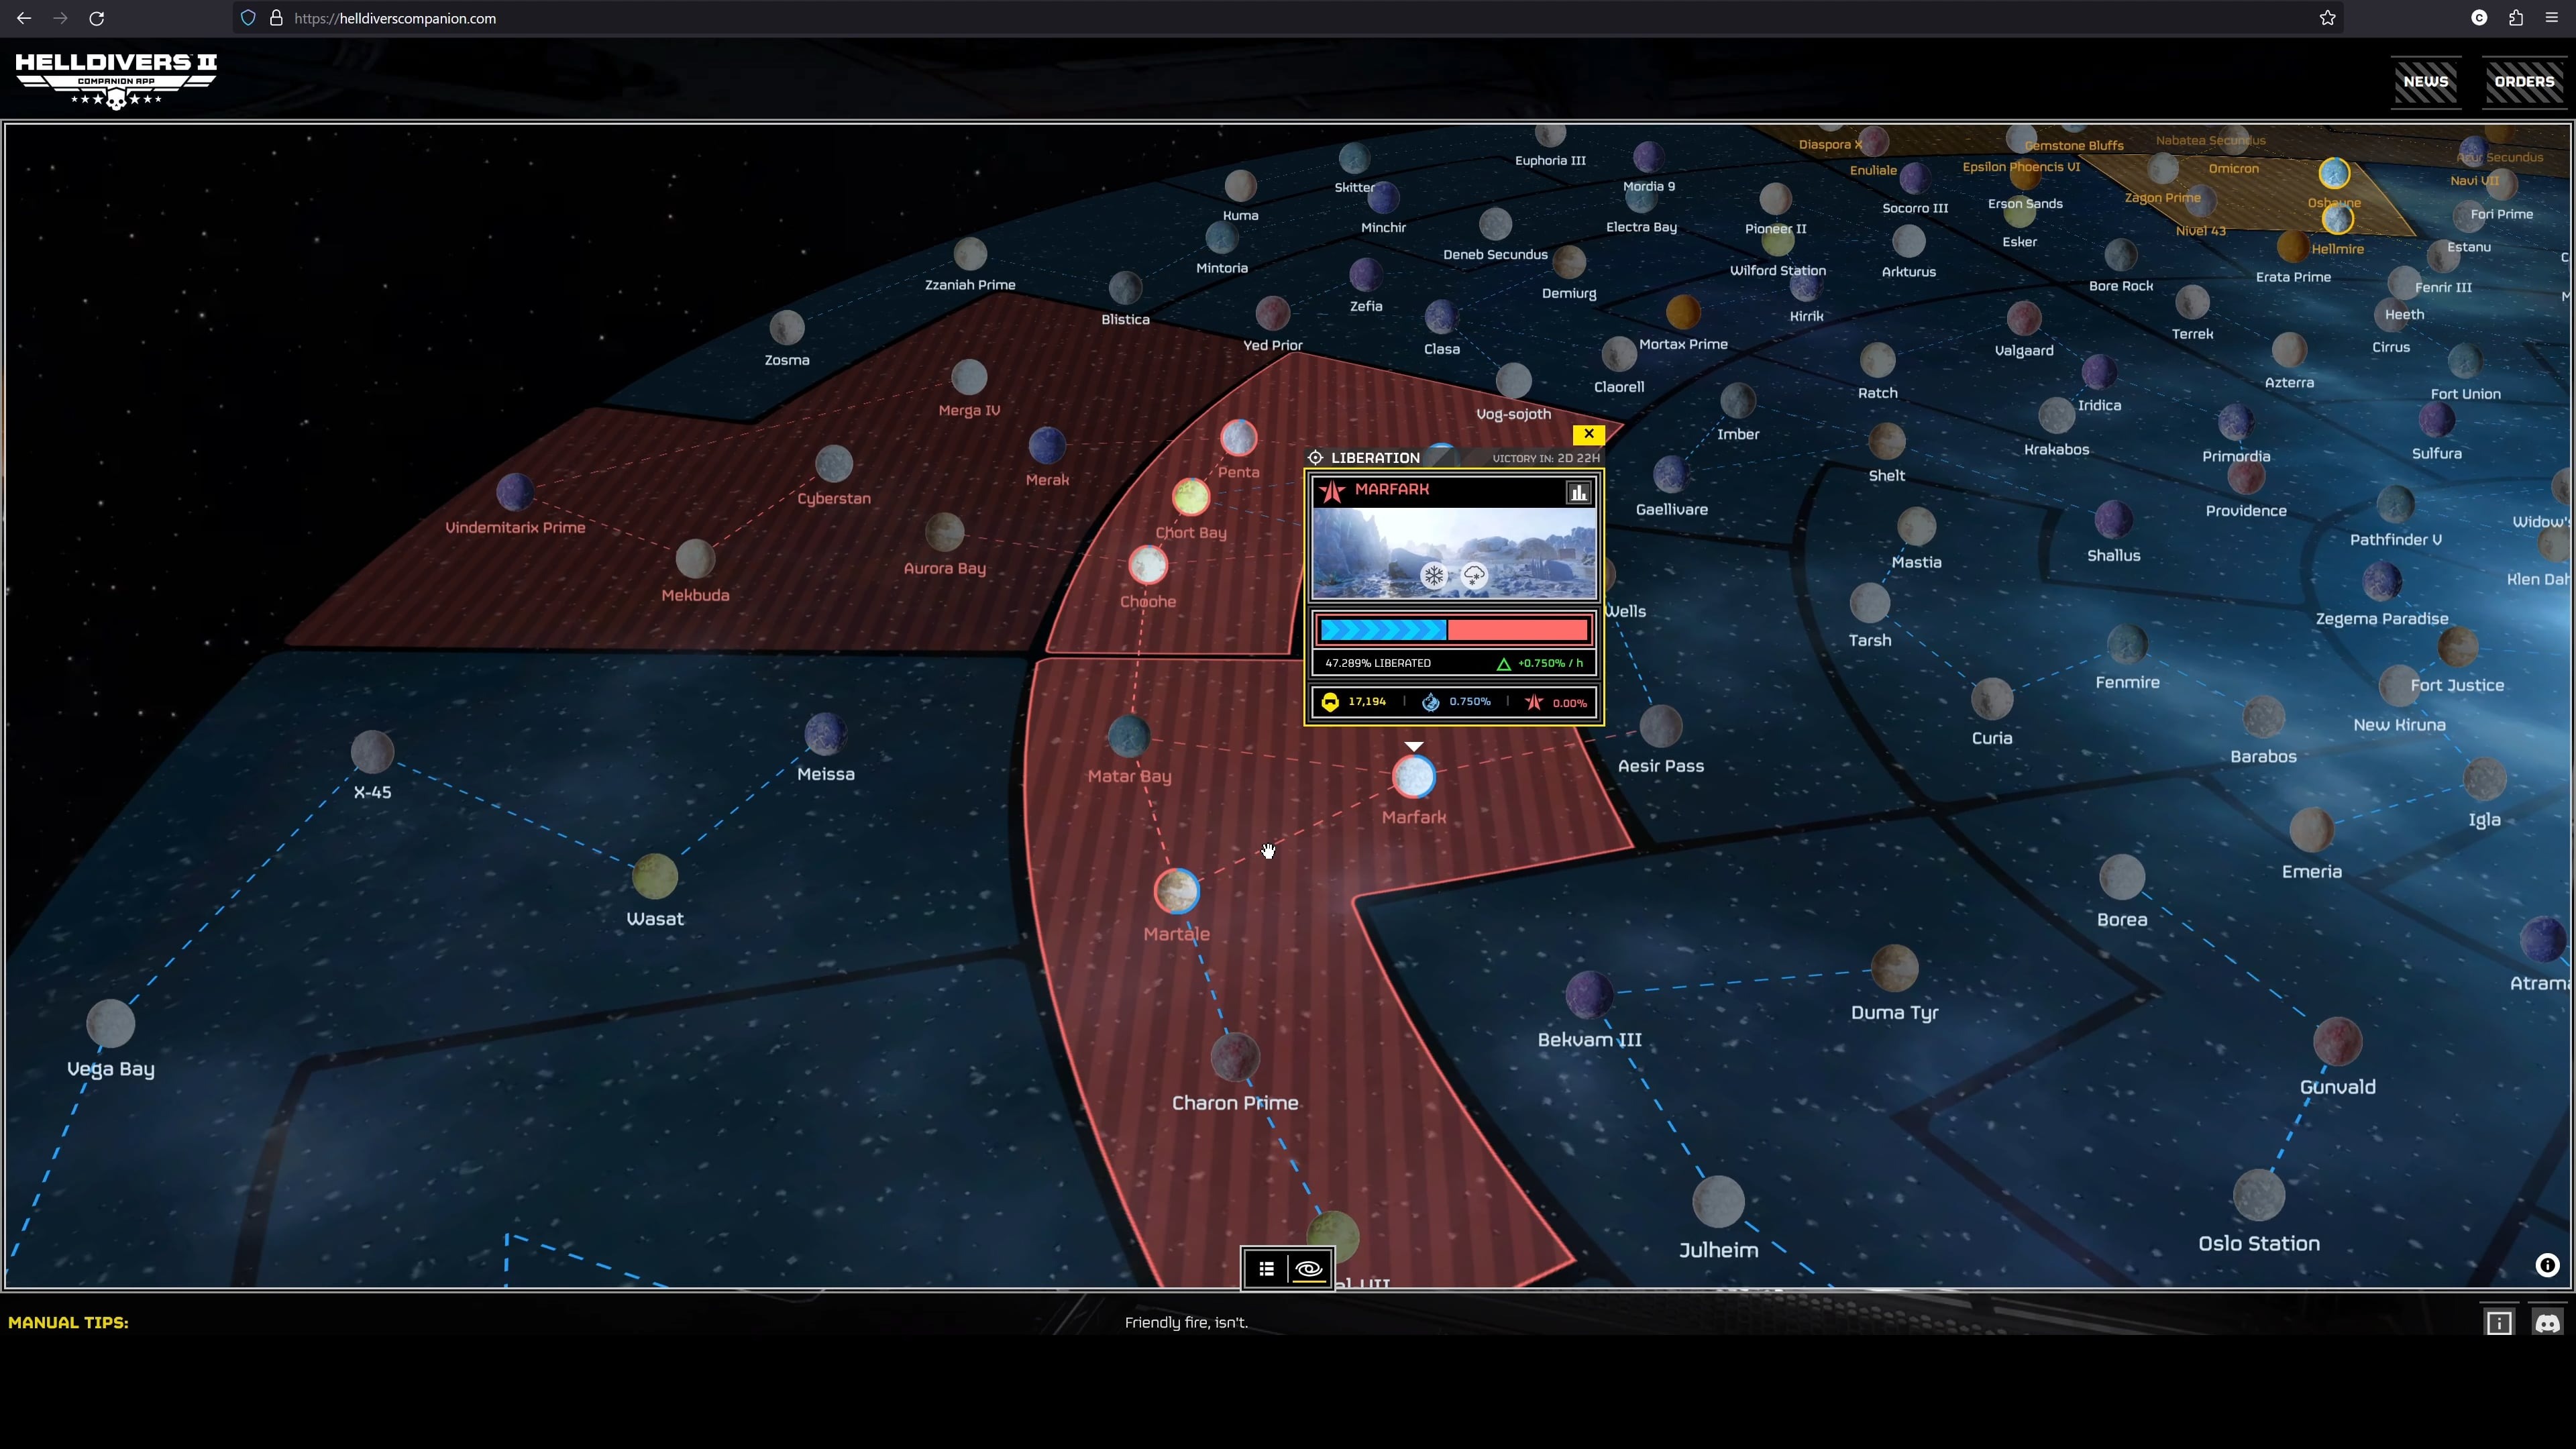 https://helldiverscompanion.com
HELLDIVERS II
COMPANION APP
NEWS
ORDERS
Euphoria III
Diaspora X
Gemstone Bluffs
Nabatea Secundus
Azur Secundus
Enuliale
Epsilon Phoencis VI
Omicron
Navi VII
Skitter
Mordia 9
Kuma
Zagon Prime
Oshaune
Socorro III
Erson Sands
Fori Prime
Minchir
Electra Bay
Pioneer II
Nivel 43
Esker
Hellmire
Estanu
Mintoria
Deneb Secundus
Wilford Station
Arkturus
Zzaniah Prime
Demiurg
Bore Rock
Erata Prime
Fenrir III
Blistica
Zefia
Kirrik
Heeth
Yed Prior
Clasa
Mortax Prime
Valgaard
Terrek
Cirrus
Zosma
Claorell
Ratch
Azterra
Fort Union
Merga IV
Vog-sojoth
Iridica
Imber
Krakabos
Primordia
Sulfura
Penta
Merak
Cyberstan
Shelt
Gaellivare
Providence
Vindemitarix Prime
Chort Bay
Widow's
Pathfinder V
Shallus
Mastia
Aurora Bay
Klen Dah
Mekbuda
Choohe
Wells
Zegema Paradise
LIBERATION
VICTORY IN: 2D 22H
MARFARK
47.289% LIBERATED
+0.750% / h
17,194
0.750%
0.00%
Tarsh
Fenmire
Fort Justice
New Kiruna
Curia
Barabos
Aesir Pass
Meissa
Matar Bay
X-45
Marfark
Igla
Emeria
Wasat
Martale
Borea
Atrama
Duma Tyr
Bekvam III
Vega Bay
Charon Prime
Gunvald
Julheim
Oslo Station
MANUAL TIPS:
Friendly fire, isn't.